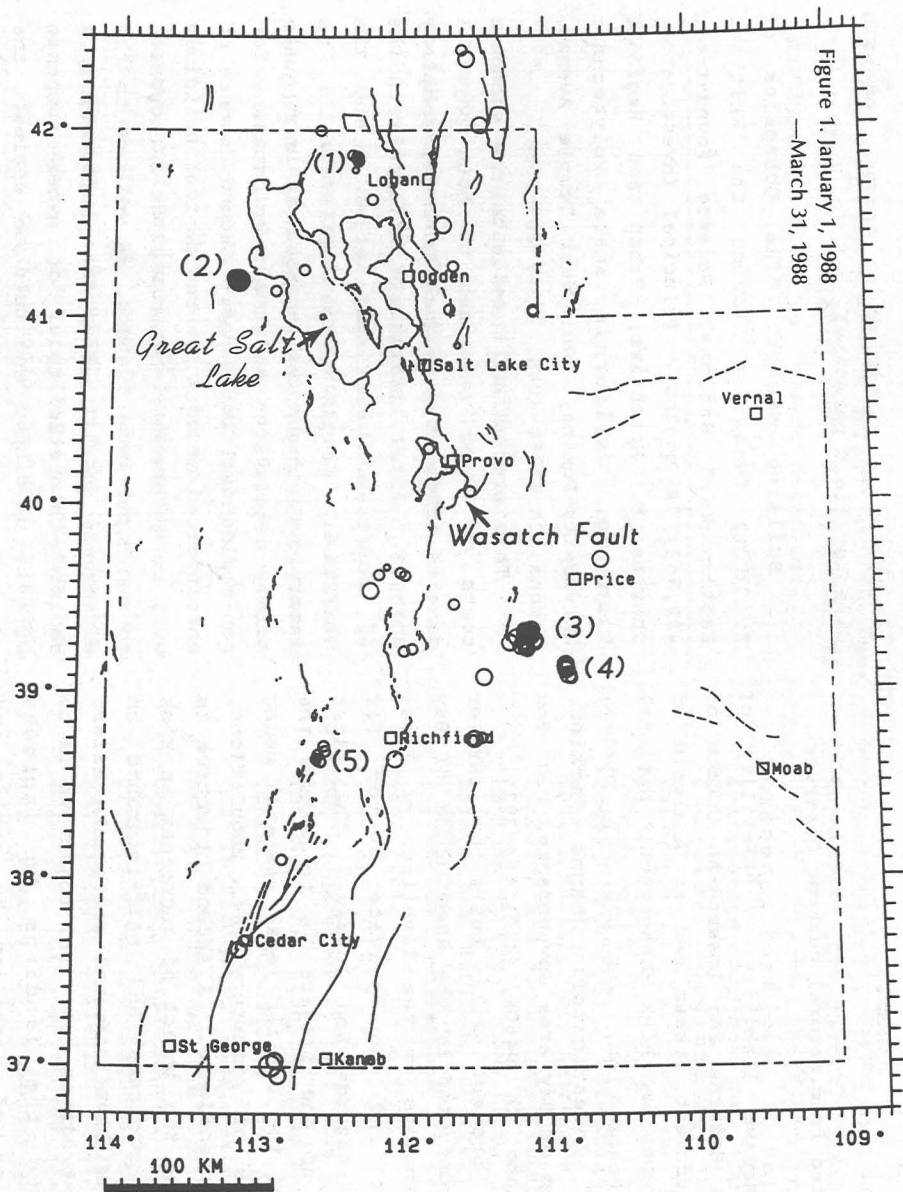 Figure 1. January 1, 1988
—March 31, 1988
42°
41°
40°
39°
38°
37°
(1)
Logan
(2)
Ogden
Great Salt
Lake
Salt Lake City
Vernal
Provo
Wasatch Fault
Price
(3)
(4)
Richfield
(5)
Moab
Cedar City
St George
Kanab
114
113
112
111
110
109
100 KM